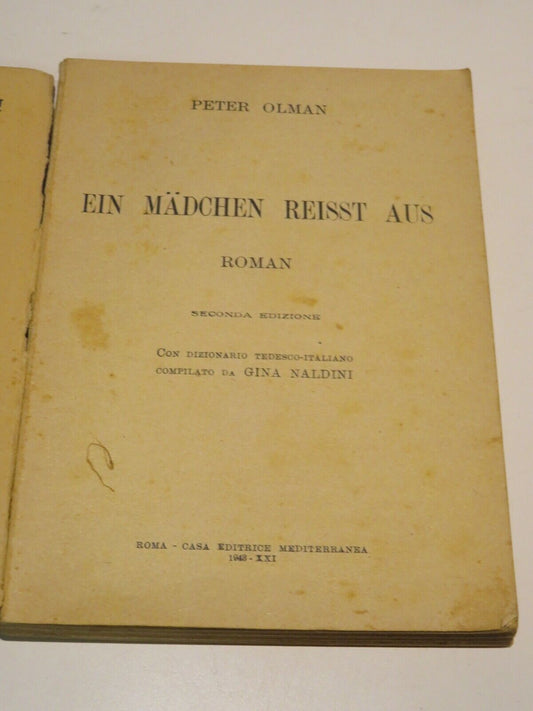 PETER OLMAN
EIN MÄDCHEN REISST AUS
ROMAN
SECONDA EDIZIONE
CON DIZIONARIO TEDESCO-ITALIANO
COMPILATO DA GINA NALDINI
ROMA - CASA EDITRICE MEDITERRANEA
1943 - XXI